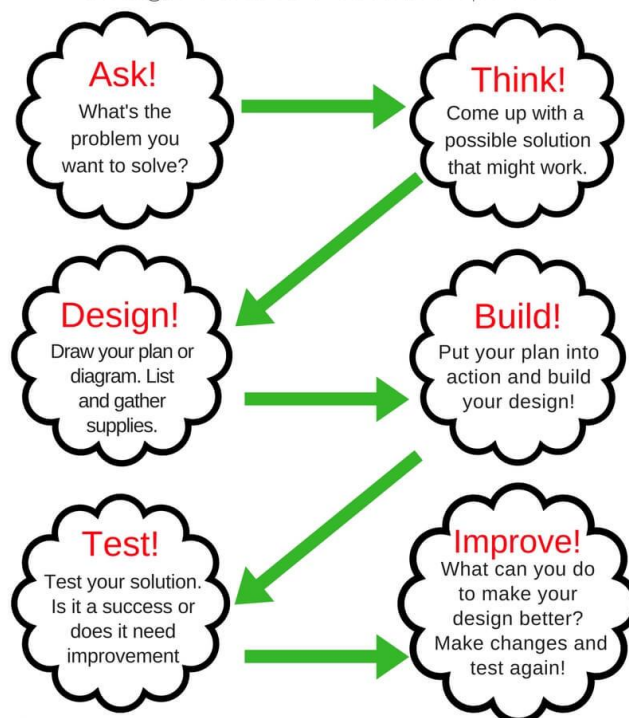 Ask!
What's the
problem you
want to solve?
Think!
Come up with a
possible solution
that might work.
Design!
Draw your plan or
diagram. List
and gather
supplies.
Build!
Put your plan into
action and build
your design!
Test!
Test your solution.
Is it a success or
does it need
improvement
Improve!
What can you do
to make your
design better?
Make changes and
test again!